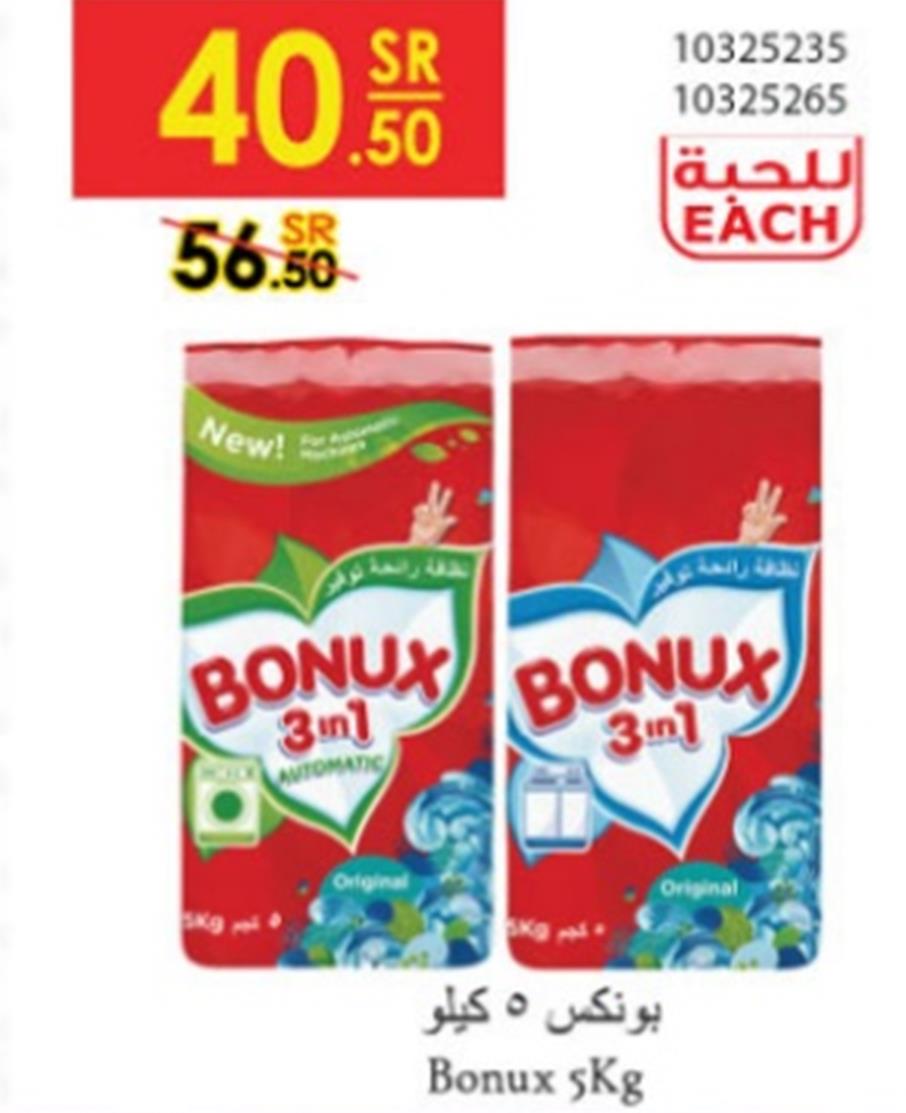 40 SR
.50
10325235
10325265
للحبة
EACH
56.50 SR
New! For Automatic
Machines
نظافة رائحة توفير
BONUX
3in1
AUTOMATIC
Original
5Kg ٥ كجم
نظافة رائحة توفير
BONUX
3in1
Original
5Kg ٥ كجم
بونكس ٥ كيلو
Bonux 5Kg